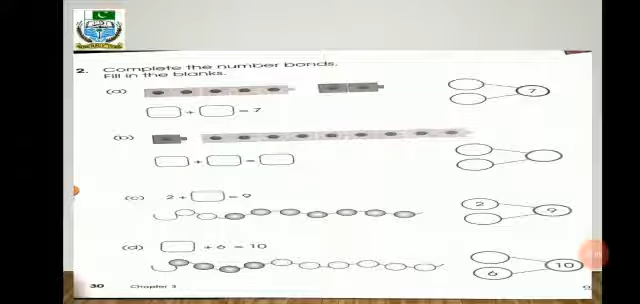 2. Complete the number bonds.
Fill in the blanks.
(a)
7
+ = 7
(b)
+ =
(c) 2 + = 9
2
9
(d) + 6 = 10
10
6
30 Chapter 3